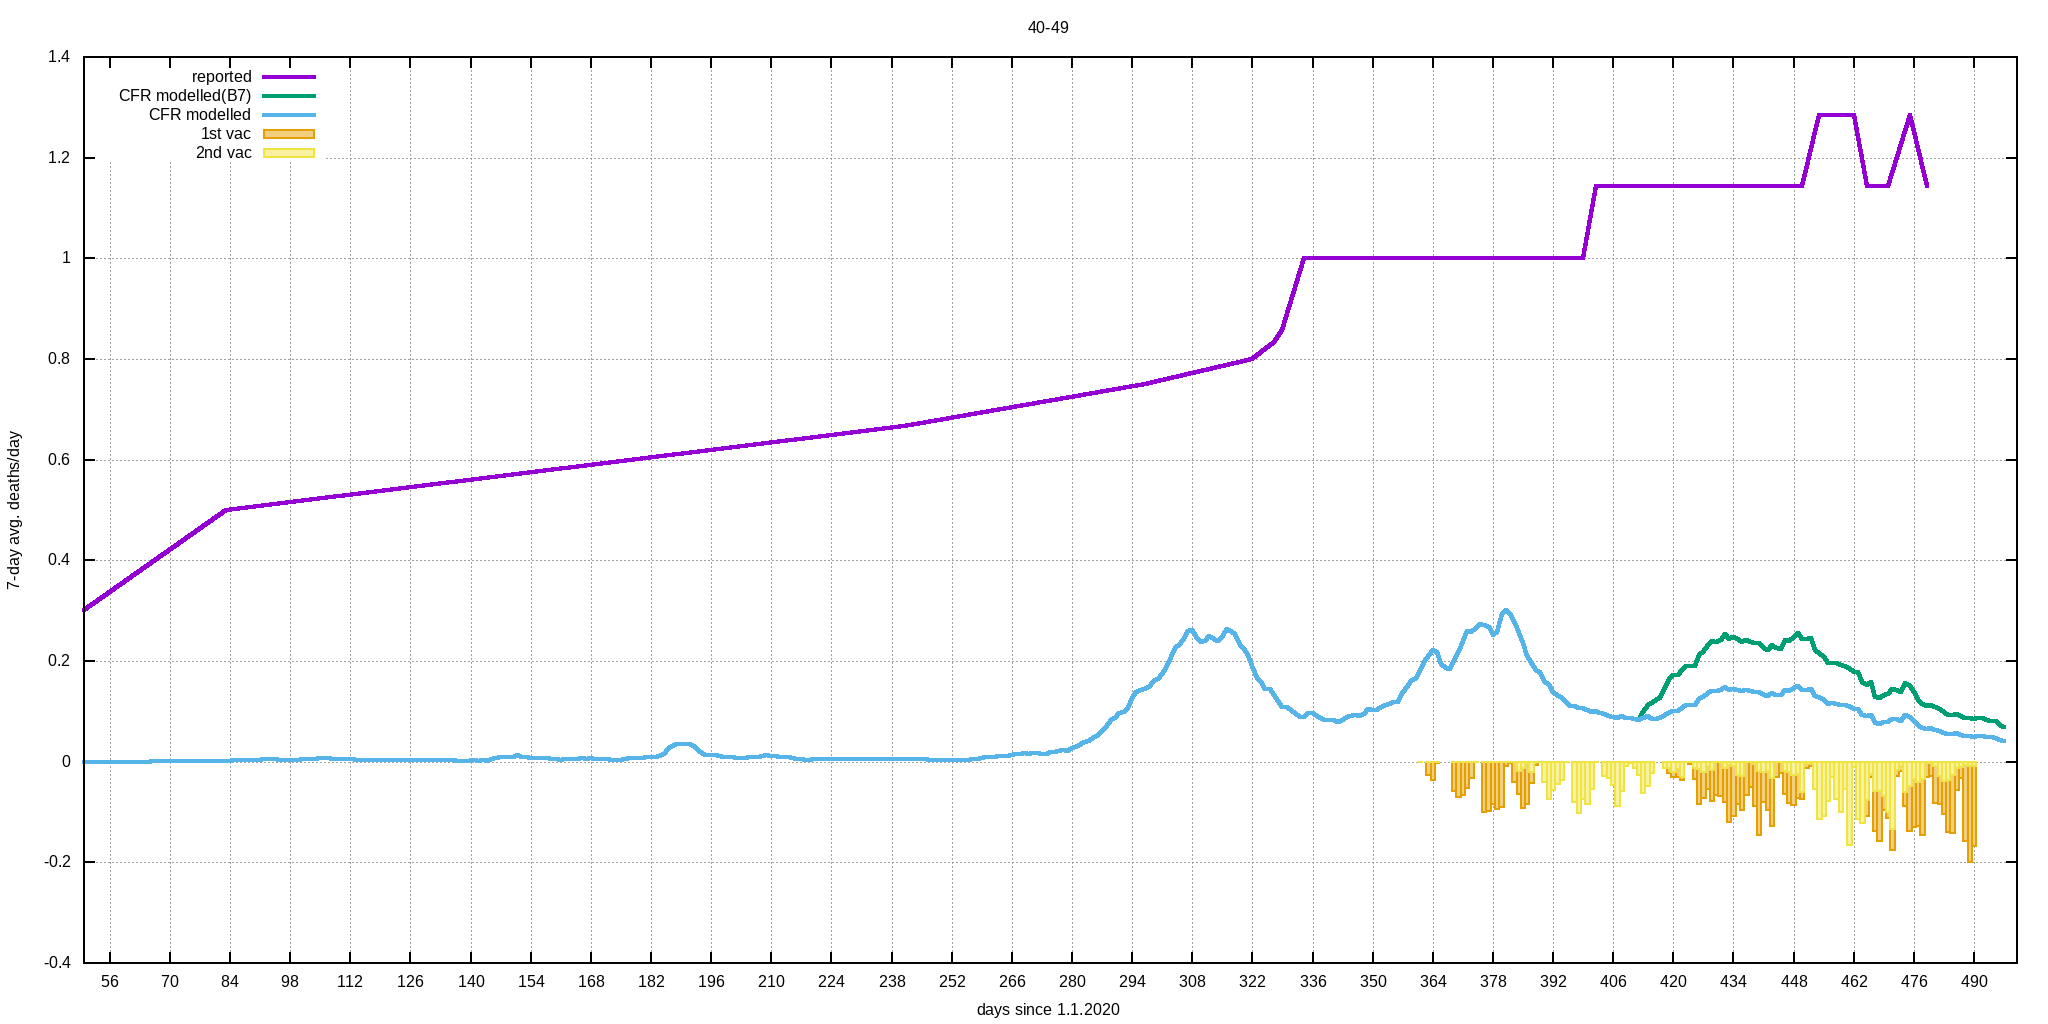 40-49
1.4
1.2
1
0.8
0.6
0.4
0.2
0
-0.2
-0.4
7-day avg. deaths/day
reported
CFR modelled(B7)
CFR modelled
1st vac
2nd vac
56 70 84 98 112 126 140 154 168 182 196 210 224 238 252 266 280 294 308 322 336 350 364 378 392 406 420 434 448 462 476 490
days since 1.1.2020